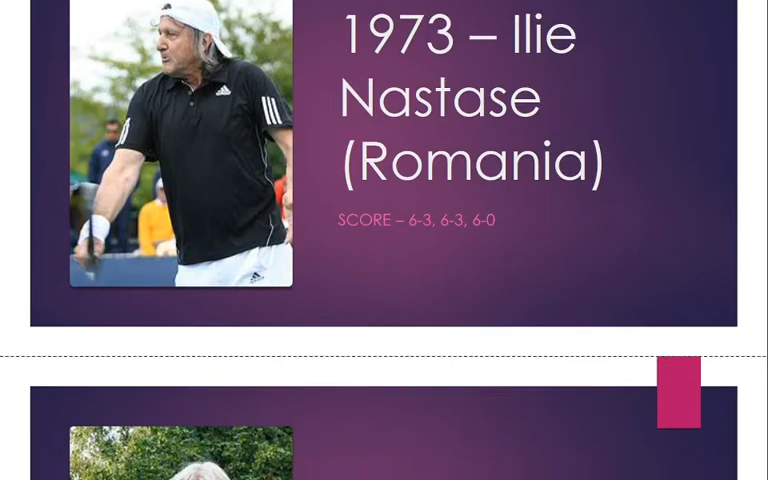 1973 – Ilie
Nastase
(Romania)
SCORE – 6-3, 6-3, 6-0